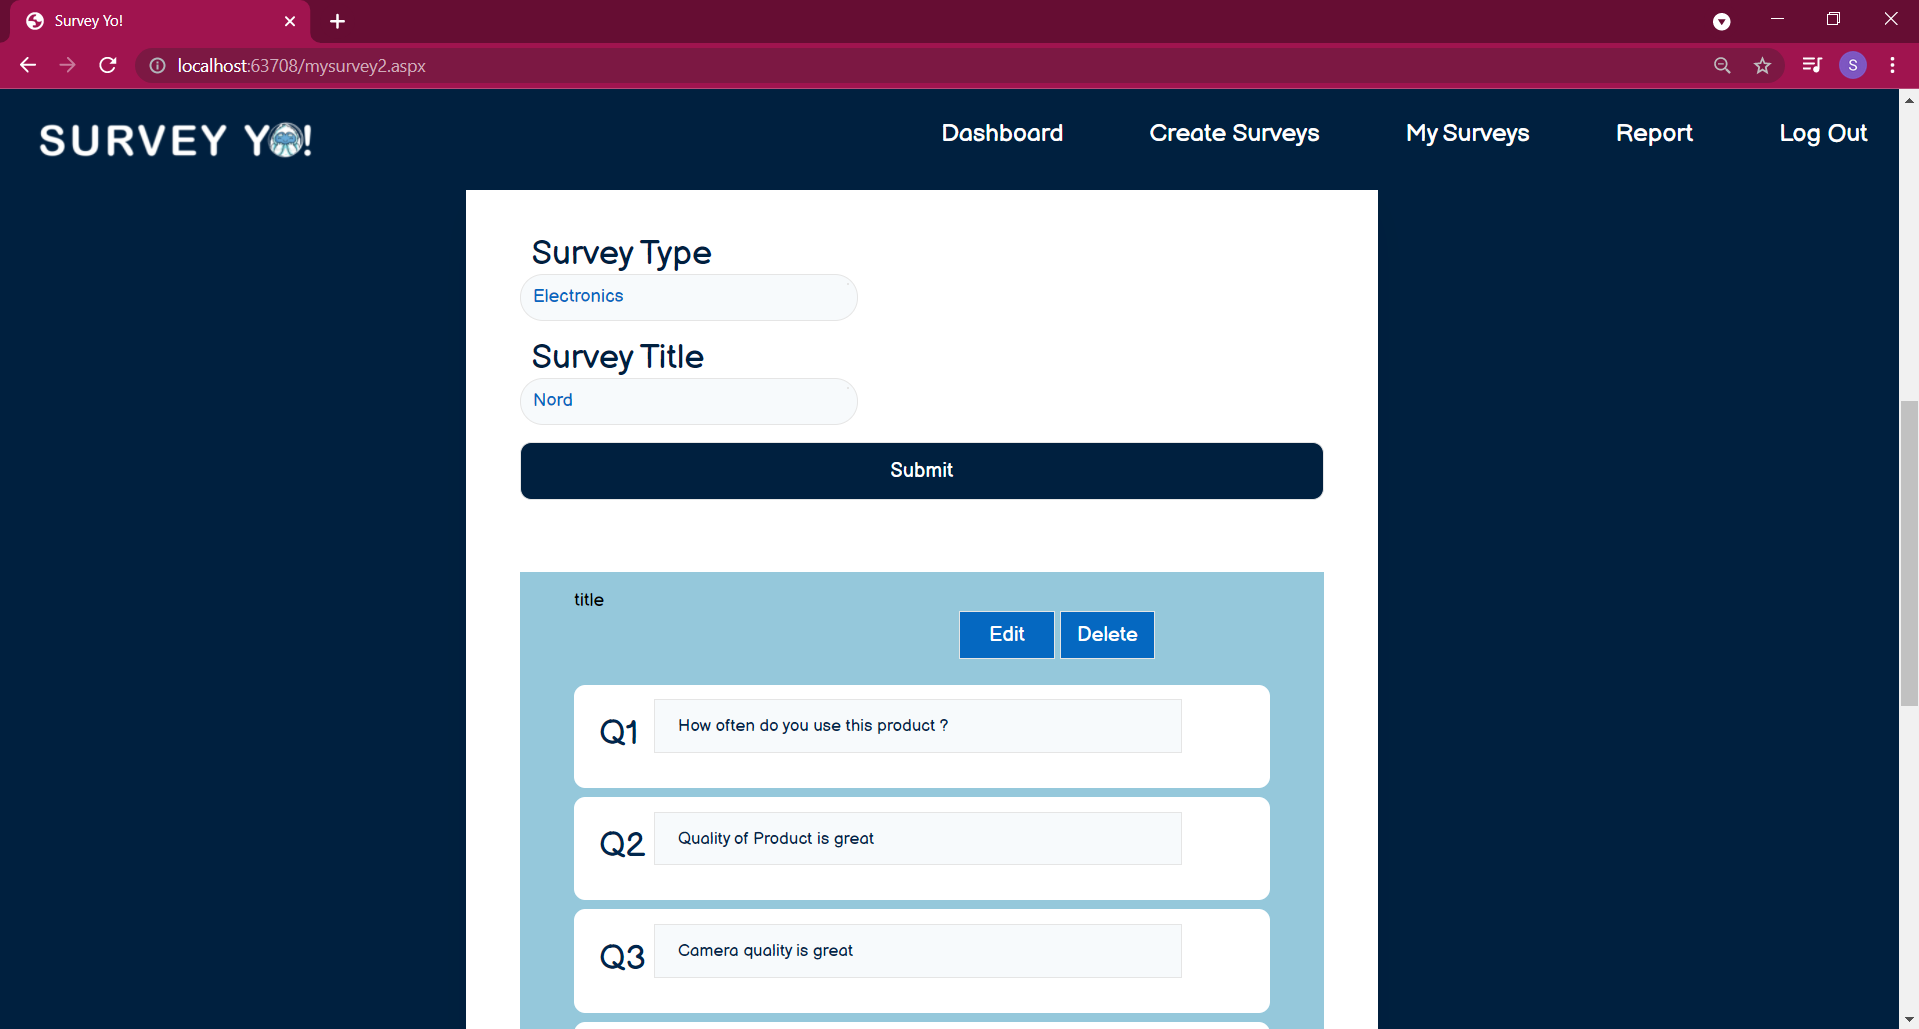 Survey Yo!
localhost:63708/mysurvey2.aspx
S
SURVEY YO!
Dashboard
Create Surveys
My Surveys
Report
Log Out
Survey Type
Electronics
Survey Title
Nord
Submit
title
Edit
Delete
Q1 How often do you use this product ?
Q2 Quality of Product is great
Q3 Camera quality is great